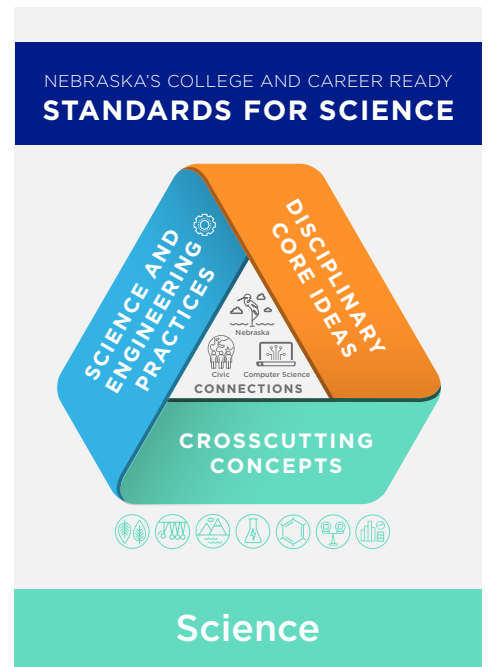 NEBRASKA'S COLLEGE AND CAREER READY
STANDARDS FOR SCIENCE
SCIENCE AND
ENGINEERING
PRACTICES
DISCIPLINARY
CORE IDEAS
Nebraska
Civic
Computer Science
CONNECTIONS
CROSSCUTTING
CONCEPTS
Science